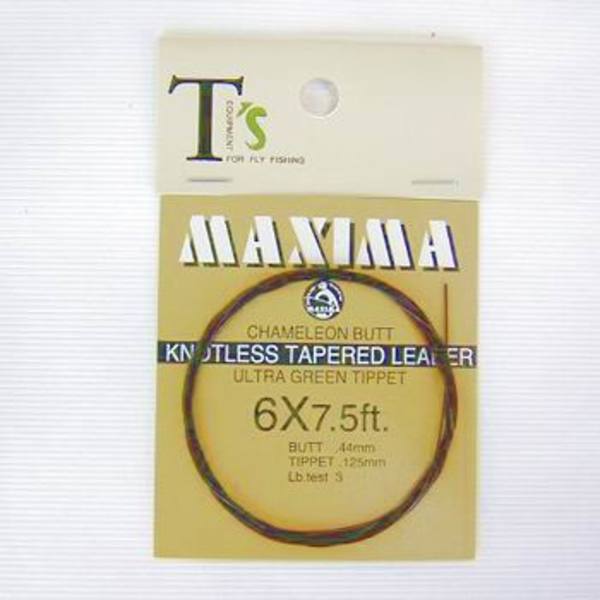 T's
EQUIPMENT
FOR FLY FISHING
MAXIMA
MAXIMA
CHAMELEON BUTT
KNOTLESS TAPERED LEADER
ULTRA GREEN TIPPET
6X7.5ft.
BUTT .44mm
TIPPET .125mm
Lb.test 3